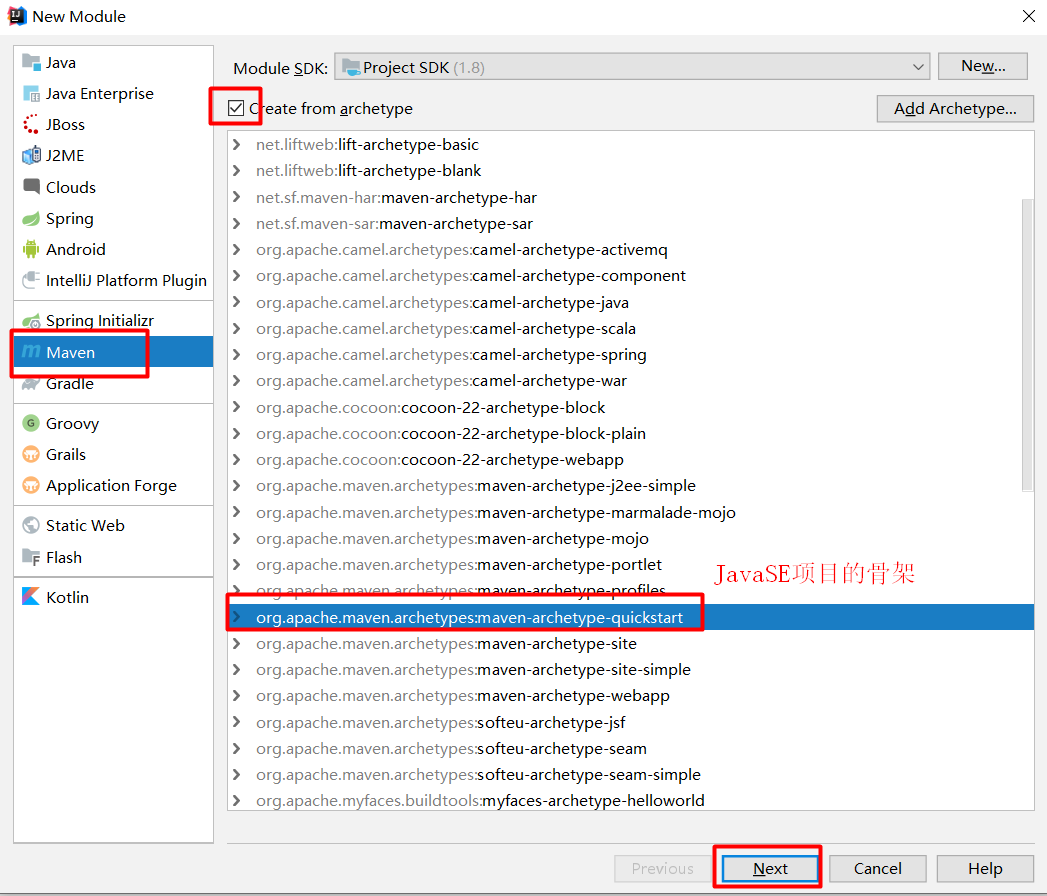 New Module
Java
Java Enterprise
JBoss
J2ME
Clouds
Spring
Android
IntelliJ Platform Plugin
Spring Initializr
Maven
Gradle
Groovy
Grails
Application Forge
Static Web
Flash
Kotlin
Module SDK: Project SDK (1.8) New...
Create from archetype Add Archetype...
net.liftweb:lift-archetype-basic
net.liftweb:lift-archetype-blank
net.sf.maven-har:maven-archetype-har
net.sf.maven-sar:maven-archetype-sar
org.apache.camel.archetypes:camel-archetype-activemq
org.apache.camel.archetypes:camel-archetype-component
org.apache.camel.archetypes:camel-archetype-java
org.apache.camel.archetypes:camel-archetype-scala
org.apache.camel.archetypes:camel-archetype-spring
org.apache.camel.archetypes:camel-archetype-war
org.apache.cocoon:cocoon-22-archetype-block
org.apache.cocoon:cocoon-22-archetype-block-plain
org.apache.cocoon:cocoon-22-archetype-webapp
org.apache.maven.archetypes:maven-archetype-j2ee-simple
org.apache.maven.archetypes:maven-archetype-marmalade-mojo
org.apache.maven.archetypes:maven-archetype-mojo
org.apache.maven.archetypes:maven-archetype-portlet
JavaSE项目的骨架
org.apache.maven.archetypes:maven-archetype-profiles
org.apache.maven.archetypes:maven-archetype-quickstart
org.apache.maven.archetypes:maven-archetype-site
org.apache.maven.archetypes:maven-archetype-site-simple
org.apache.maven.archetypes:maven-archetype-webapp
org.apache.maven.archetypes:softeu-archetype-jsf
org.apache.maven.archetypes:softeu-archetype-seam
org.apache.maven.archetypes:softeu-archetype-seam-simple
org.apache.myfaces.buildtools:myfaces-archetype-helloworld
Previous Next Cancel Help